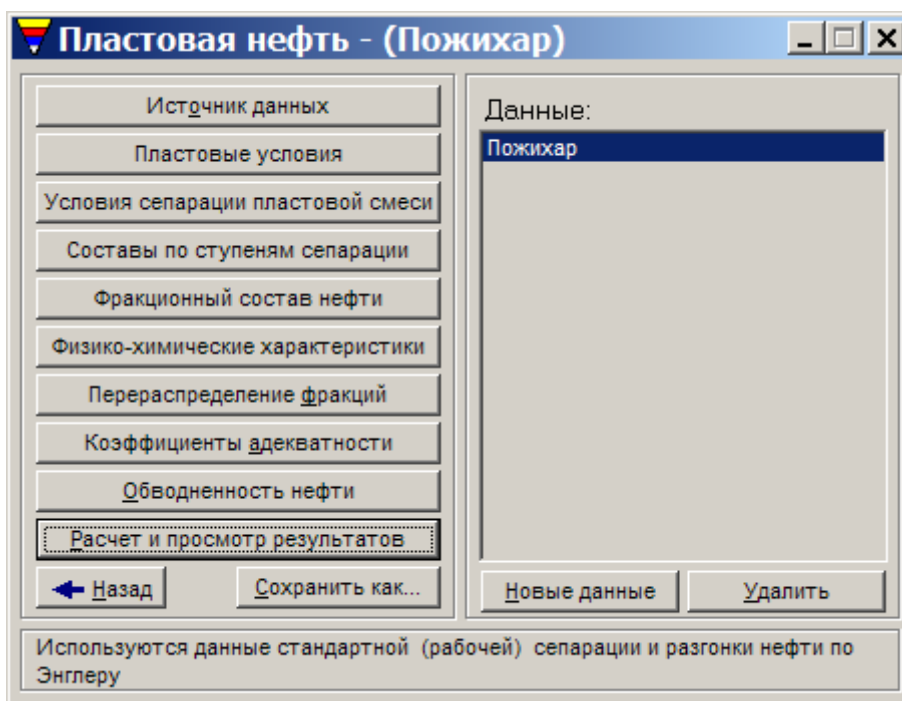 Пластовая нефть - (Пожихар)
Источник данных
Пластовые условия
Условия сепарации пластовой смеси
Составы по ступеням сепарации
Фракционный состав нефти
Физико-химические характеристики
Перераспределение фракций
Коэффициенты адекватности
Обводненность нефти
Расчет и просмотр результатов
Назад
Сохранить как...
Данные:
Пожихар
Новые данные
Удалить
Используются данные стандартной (рабочей) сепарации и разгонки нефти по
Энглеру